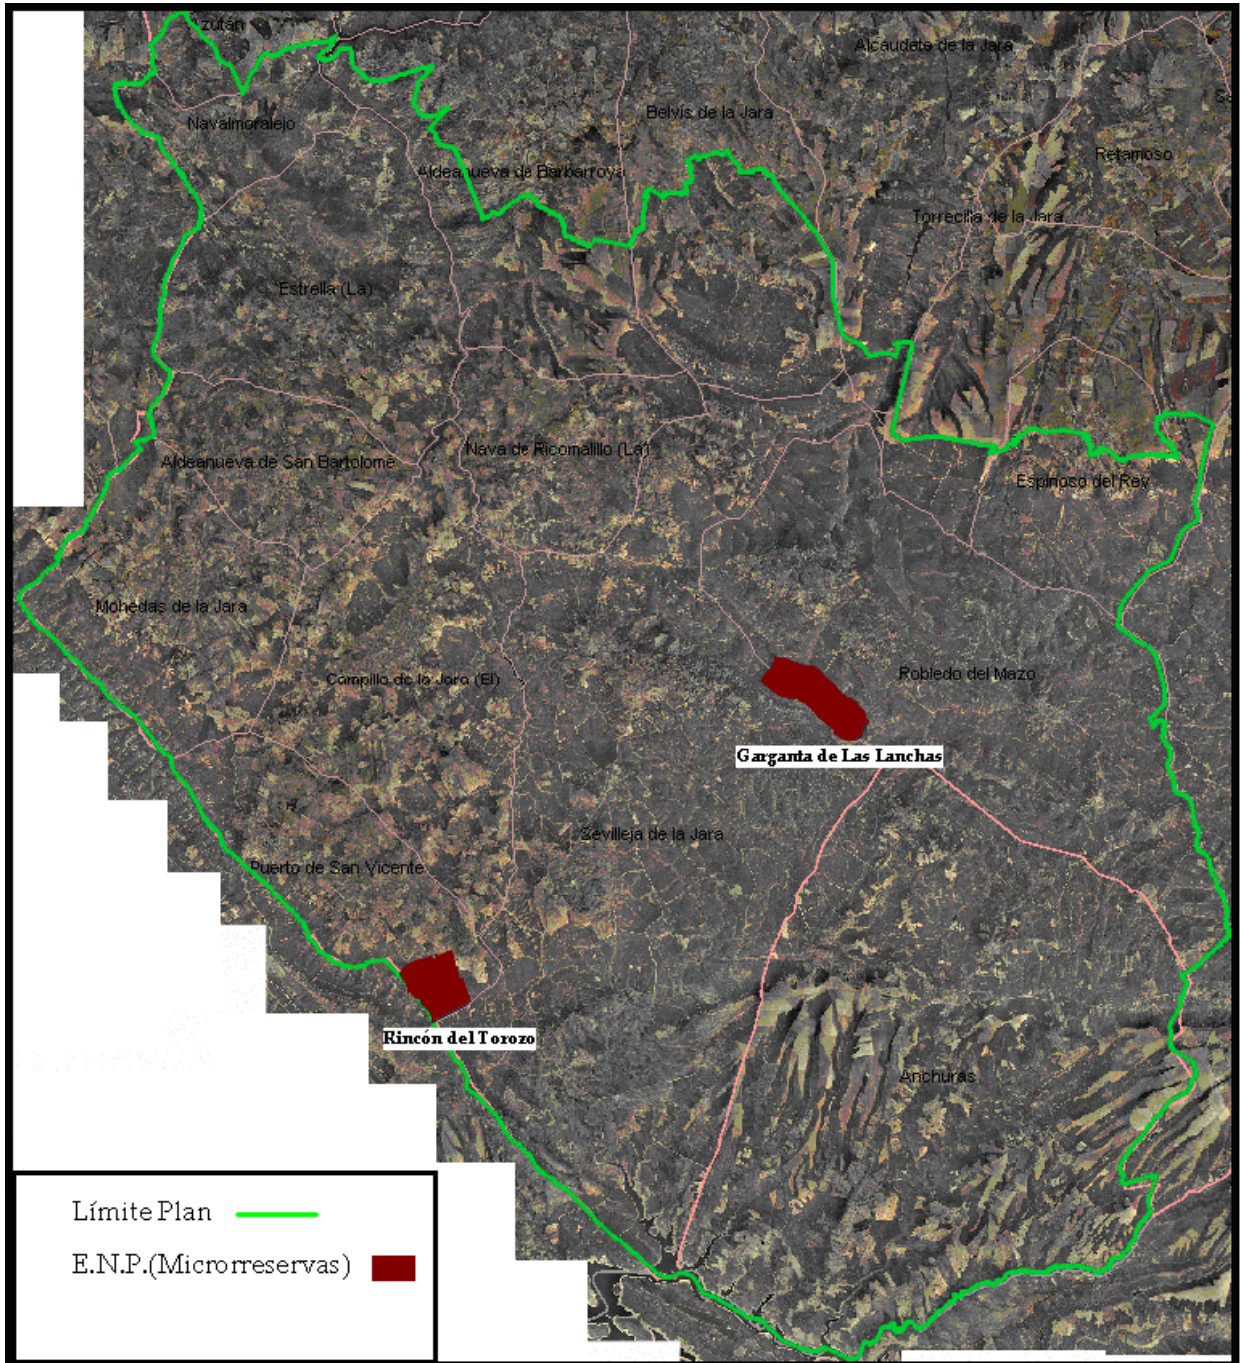 Azután
Alcaudete de la Jara
Se
Belvís de la Jara
Navalmoralejo
Retamoso
Aldeanueva de Barbarroya
Torrecilla de la Jara
Estrella (La)
Nava de Ricomalillo (La)
Aldeanueva de San Bartolomé
Espinoso del Rey
Mohedas de la Jara
Robledo del Mazo
Campillo de la Jara (El)
Garganta de Las Lanchas
Sevilleja de la Jara
Puerto de San Vicente
Rincón del Torozo
Anchuras
Límite Plan
E.N.P.(Microrreservas)